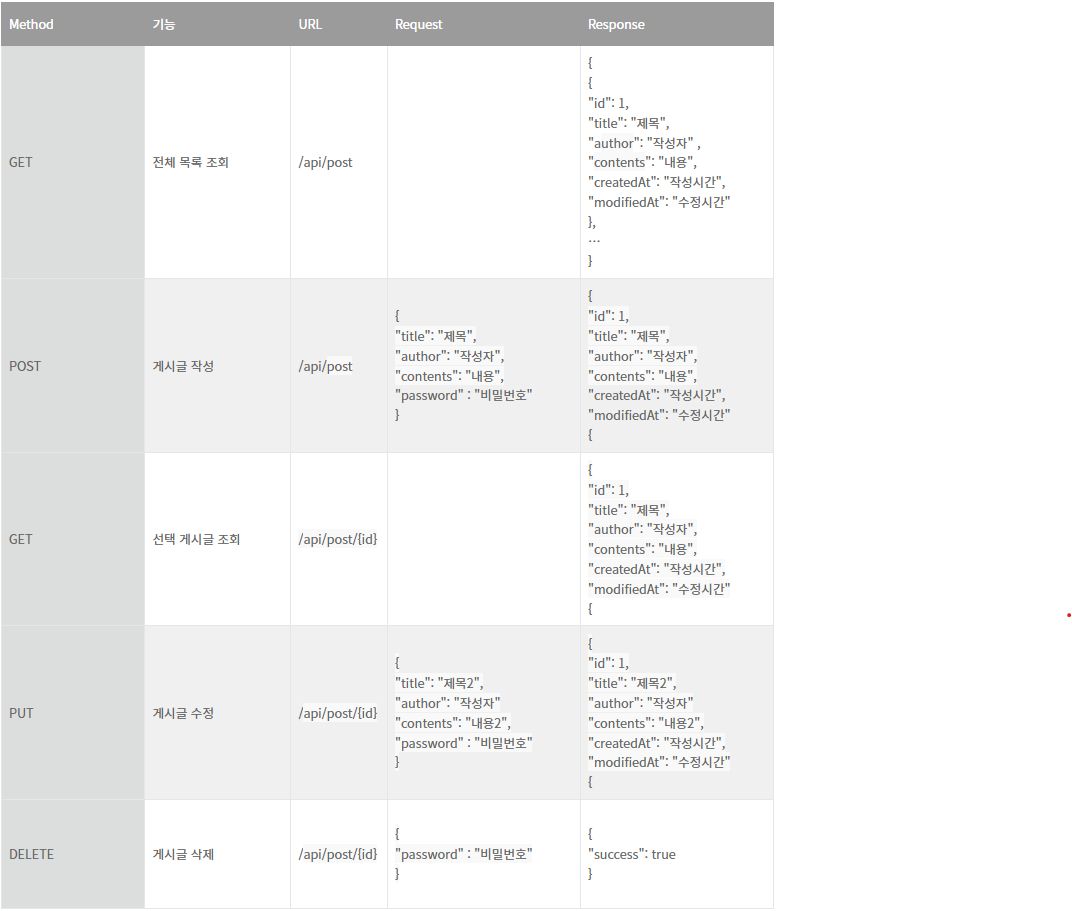 Method 기능 URL Request Response
GET 전체 목록 조회 /api/post
{
{
"id": 1,
"title": "제목",
"author": "작성자" ,
"contents": "내용",
"createdAt": "작성시간",
"modifiedAt": "수정시간"
},
…
}
POST 게시글 작성 /api/post
{
"title": "제목",
"author": "작성자",
"contents": "내용",
"password" : "비밀번호"
}
{
"id": 1,
"title": "제목",
"author": "작성자",
"contents": "내용",
"createdAt": "작성시간",
"modifiedAt": "수정시간"
{
GET 선택 게시글 조회 /api/post/{id}
{
"id": 1,
"title": "제목",
"author": "작성자",
"contents": "내용",
"createdAt": "작성시간",
"modifiedAt": "수정시간"
{
PUT 게시글 수정 /api/post/{id}
{
"title": "제목2",
"author": "작성자"
"contents": "내용2",
"password" : "비밀번호"
}
{
"id": 1,
"title": "제목2",
"author": "작성자"
"contents": "내용2",
"createdAt": "작성시간",
"modifiedAt": "수정시간"
{
DELETE 게시글 삭제 /api/post/{id}
{
"password" : "비밀번호"
}
{
"success": true
}